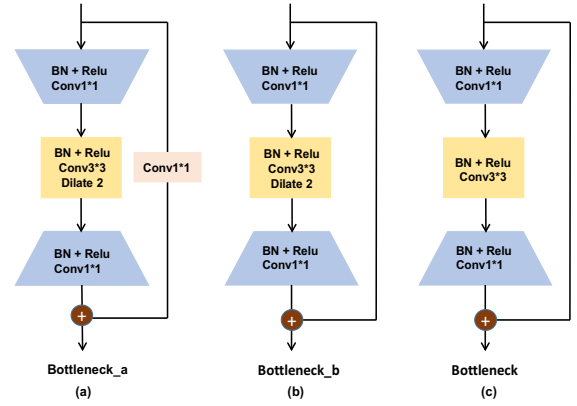 BN + Relu
Conv1*1
BN + Relu
Conv3*3
Dilate 2
Conv1*1
BN + Relu
Conv1*1
+
Bottleneck_a
(a)
BN + Relu
Conv1*1
BN + Relu
Conv3*3
Dilate 2
BN + Relu
Conv1*1
+
Bottleneck_b
(b)
BN + Relu
Conv1*1
BN + Relu
Conv3*3
BN + Relu
Conv1*1
+
Bottleneck
(c)